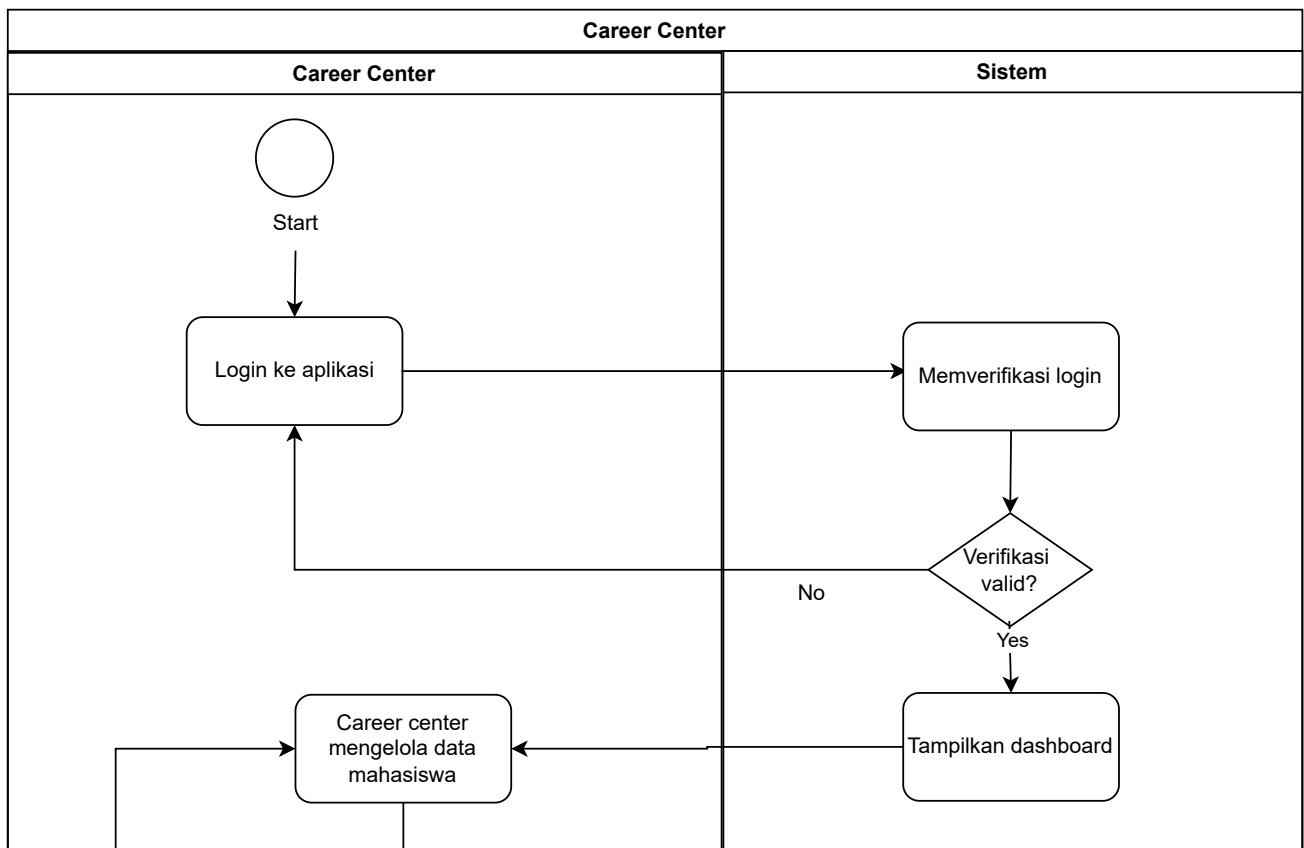 Career Center
Career Center
Sistem
Start
Login ke aplikasi
Memverifikasi login
Verifikasi
valid?
No
Yes
Career center
mengelola data
mahasiswa
Tampilkan dashboard